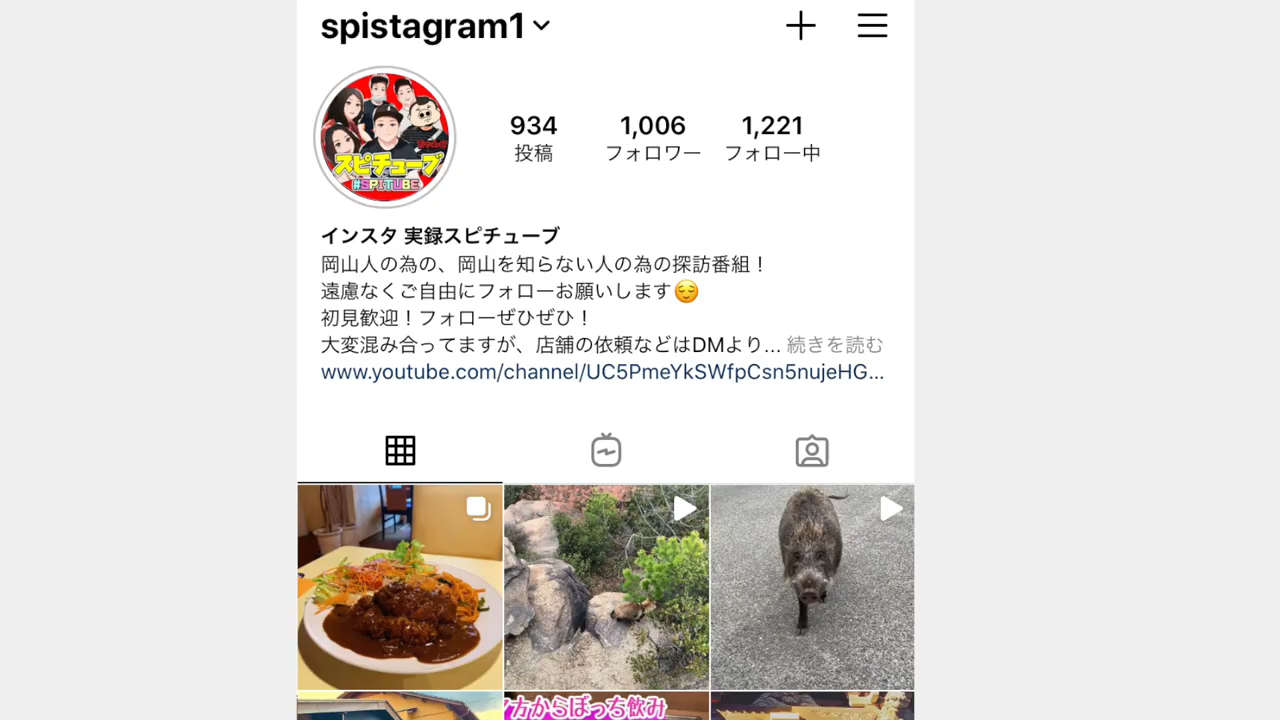 spistagram1
スピチューブ
#SPITUBE
934
投稿
1,006
フォロワー
1,221
フォロー中
インスタ 実録スピチューブ
岡山人の為の、岡山を知らない人の為の探訪番組！
遠慮なくご自由にフォローお願いします😌
初見歓迎！フォローぜひぜひ！
大変混み合ってますが、店舗の依頼などはDMより... 続きを読む
www.youtube.com/channel/UC5PmeYkSWfpCsn5nujeHG...
夕方からぼっち飲み